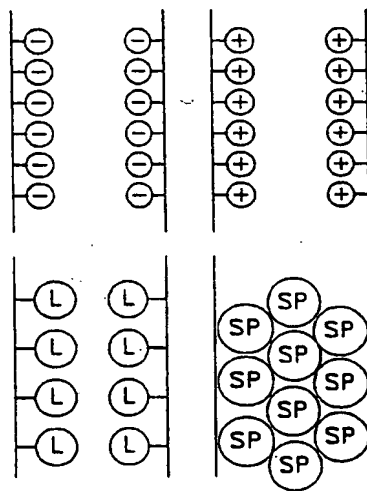 − − + +
− − + +
− − + +
− − + +
− − + +
− − + +
L L
L L
L L
L L
SP
SP SP
SP
SP SP
SP
SP SP
SP